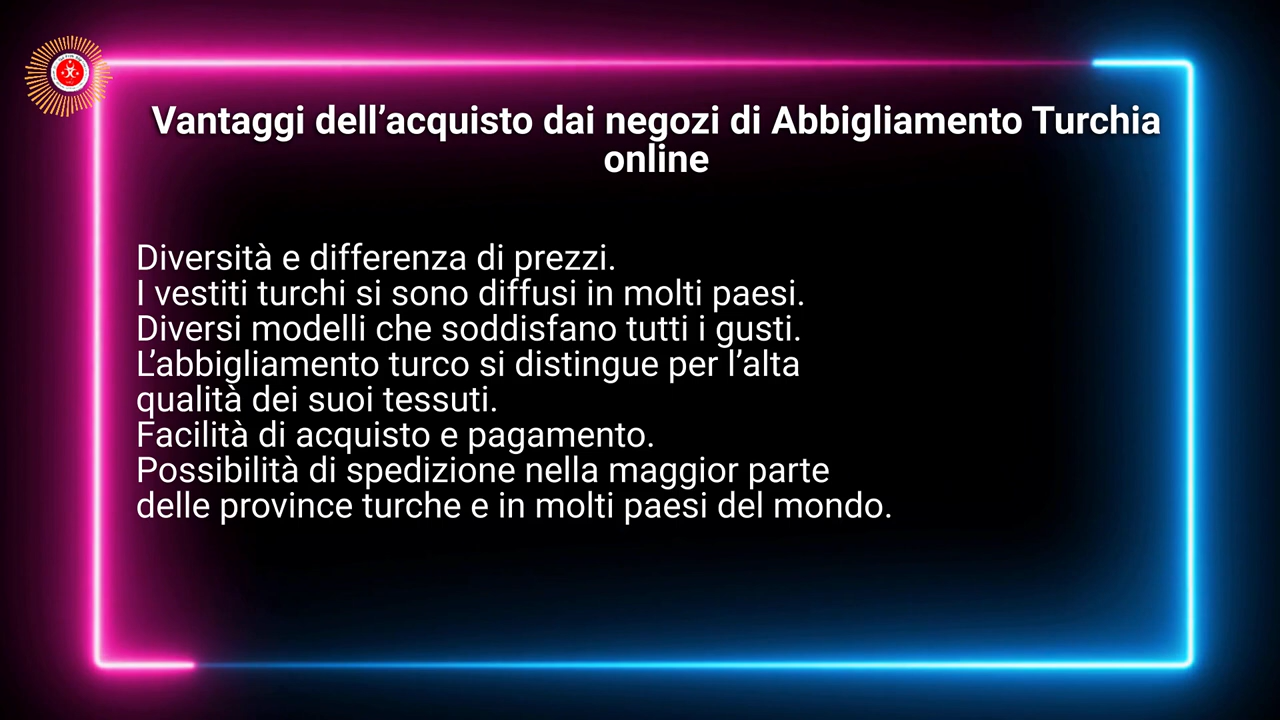 Vantaggi dell’acquisto dai negozi di Abbigliamento Turchia
online
Diversità e differenza di prezzi.
I vestiti turchi si sono diffusi in molti paesi.
Diversi modelli che soddisfano tutti i gusti.
L’abbigliamento turco si distingue per l’alta
qualità dei suoi tessuti.
Facilità di acquisto e pagamento.
Possibilità di spedizione nella maggior parte
delle province turche e in molti paesi del mondo.